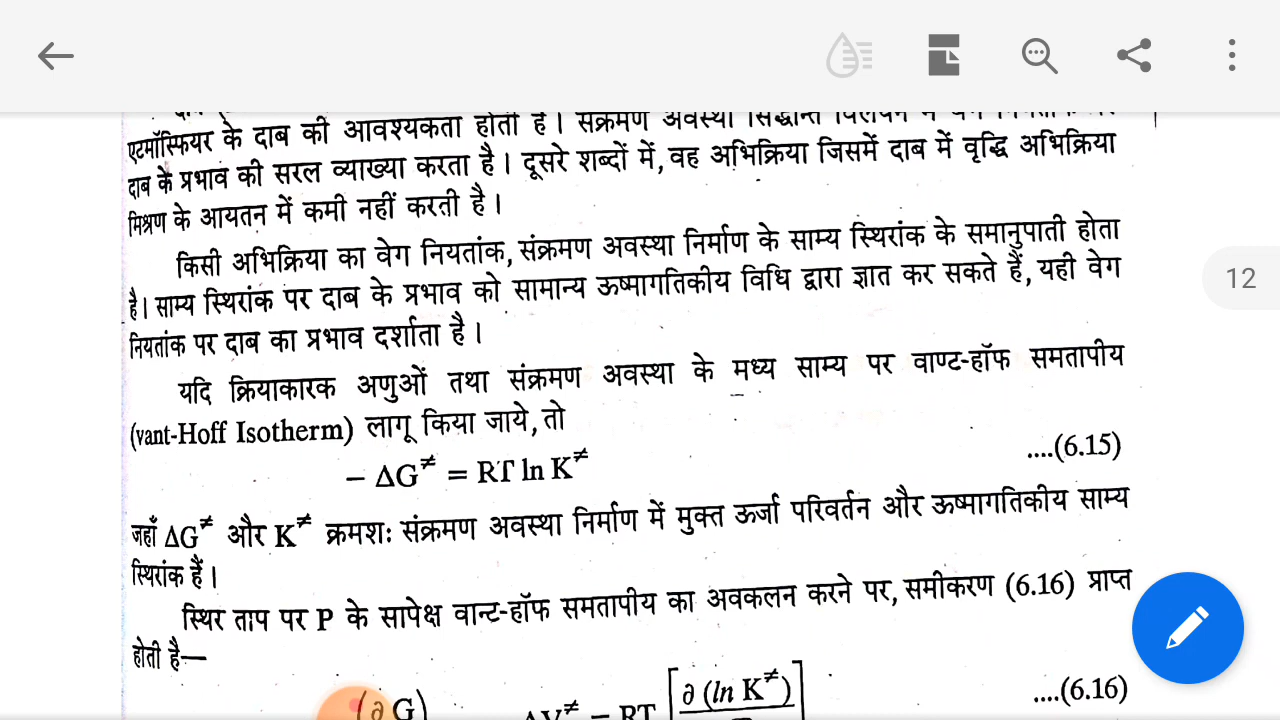 एटमॉस्फियर के दाब की आवश्यकता होती है। संक्रमण अवस्था सिद्धान्त विलयन में
दाब के प्रभाव की सरल व्याख्या करता है। दूसरे शब्दों में, वह अभिक्रिया जिसमें दाब में वृद्धि अभिक्रिया
मिश्रण के आयतन में कमी नहीं करती है।
12
किसी अभिक्रिया का वेग नियतांक, संक्रमण अवस्था निर्माण के साम्य स्थिरांक के समानुपाती होता
है। साम्य स्थिरांक पर दाब के प्रभाव को सामान्य ऊष्मागतिकीय विधि द्वारा ज्ञात कर सकते हैं, यही वेग
नियतांक पर दाब का प्रभाव दर्शाता है।
यदि क्रियाकारक अणुओं तथा संक्रमण अवस्था के मध्य साम्य पर वाण्ट-हॉफ समतापीय
(vant-Hoff Isotherm) लागू किया जाये, तो
− ΔG≠ = RT ln K≠ ....(6.15)
जहाँ ΔG≠ और K≠ क्रमशः संक्रमण अवस्था निर्माण में मुक्त ऊर्जा परिवर्तन और ऊष्मागतिकीय साम्य
स्थिरांक हैं।
स्थिर ताप पर P के सापेक्ष वान्ट-हॉफ समतापीय का अवकलन करने पर, समीकरण (6.16) प्राप्त
होती है—
(∂ G) ΔV≠ = RT [∂ (ln K≠)] ....(6.16)